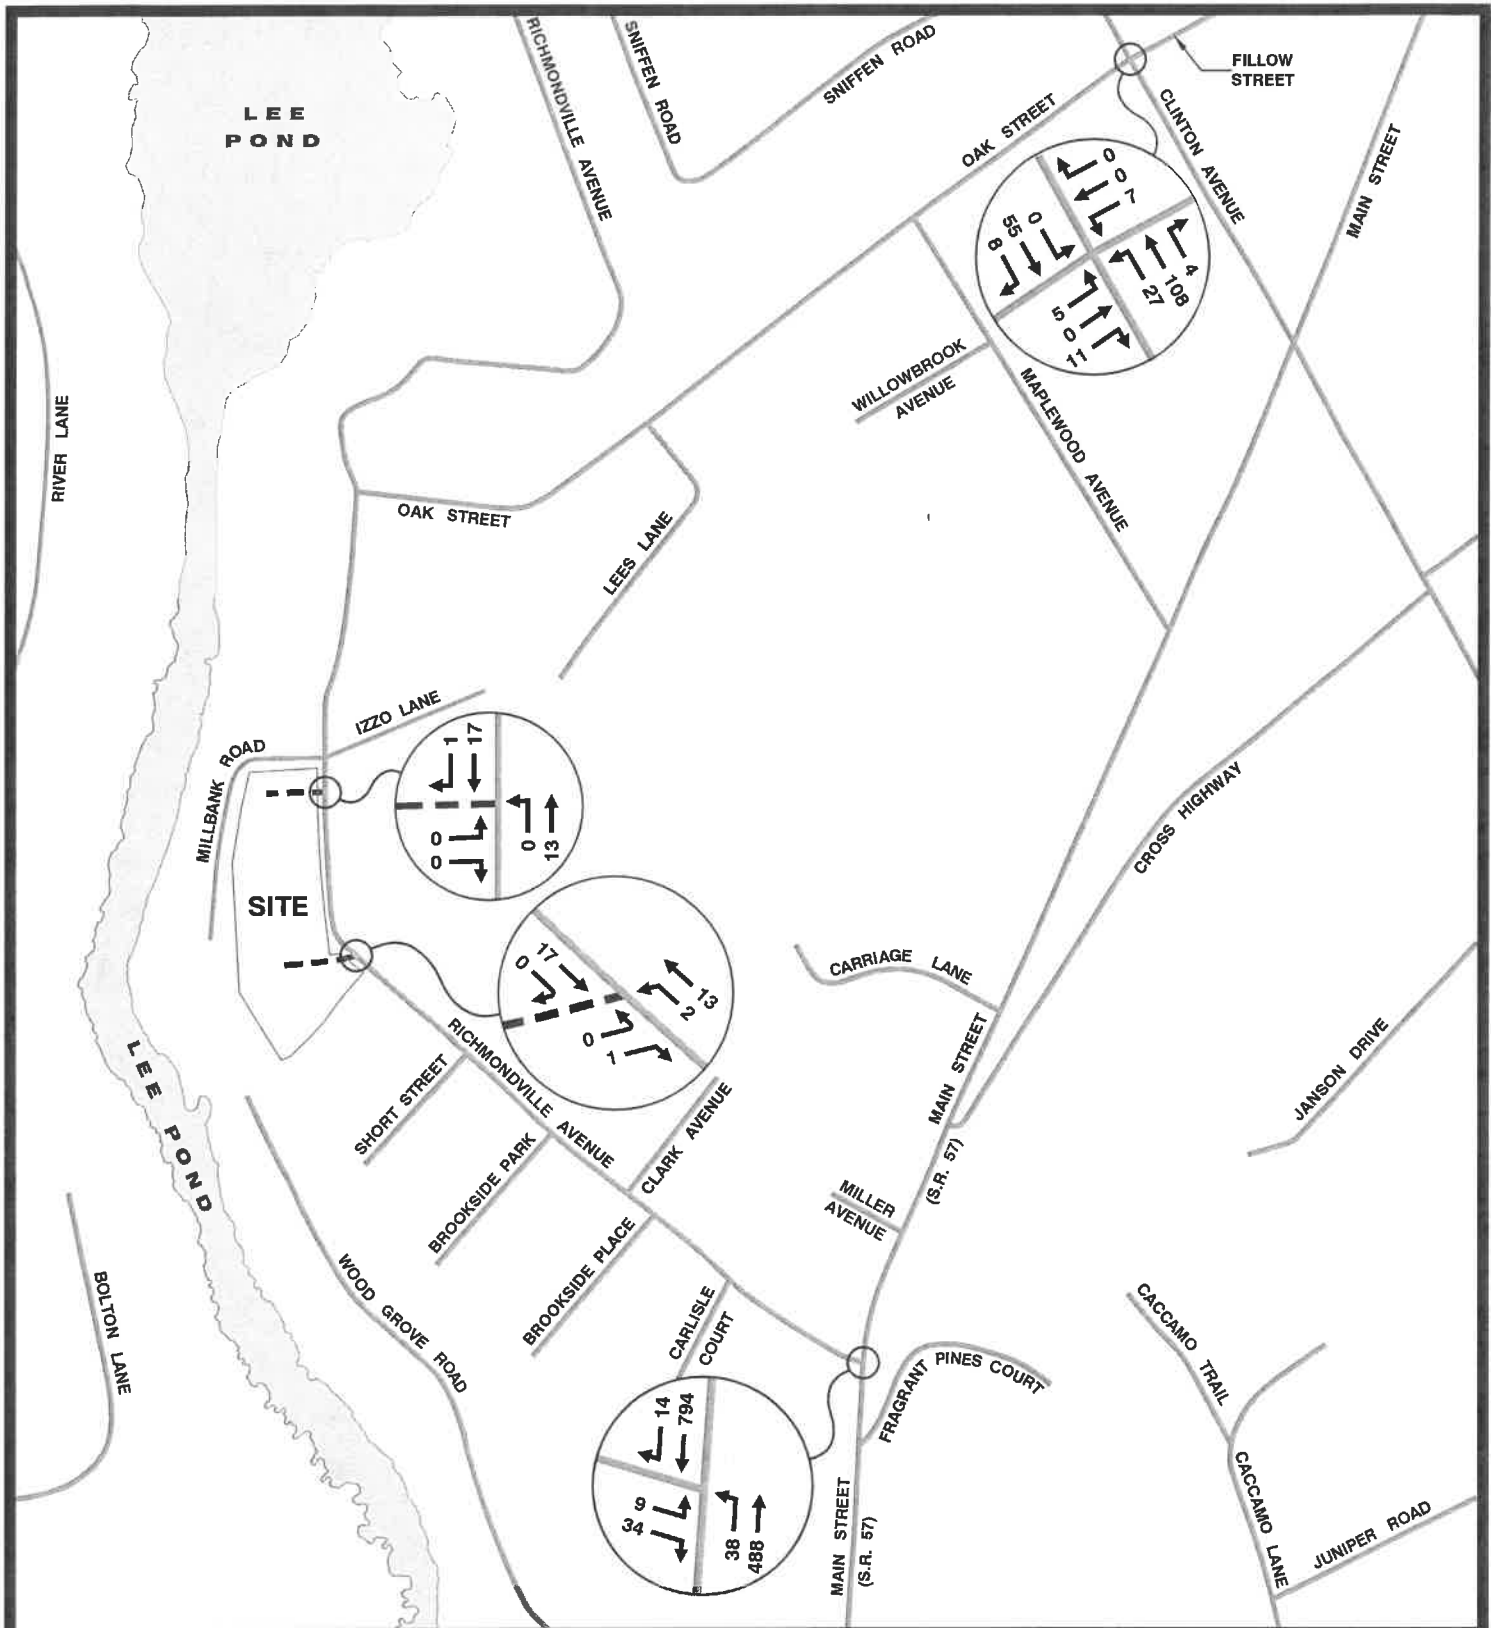 LEE
POND
RICHMONDVILLE AVENUE
SNIFFEN ROAD
SNIFFEN ROAD
FILLOW
STREET
OAK STREET
CLINTON AVENUE
MAIN STREET
0
0
7
0
55
8
4
108
27
5
0
11
WILLOWBROOK
AVENUE
MAPLEWOOD AVENUE
RIVER LANE
OAK STREET
LEES LANE
IZZO LANE
MILLBANK ROAD
1
17
0
0
0
13
CROSS HIGHWAY
SITE
17
0
13
2
0
1
CARRIAGE LANE
MAIN STREET
(S.R. 57)
JANSON DRIVE
RICHMONDVILLE AVENUE
SHORT STREET
BROOKSIDE PARK
CLARK AVENUE
BROOKSIDE PLACE
LEE POND
MILLER
AVENUE
BOLTON LANE
WOOD GROVE ROAD
CARLISLE
COURT
FRAGRANT PINES COURT
CACCAMO TRAIL
14
794
9
34
38
488
MAIN STREET
(S.R. 57)
CACCAMO LANE
JUNIPER ROAD